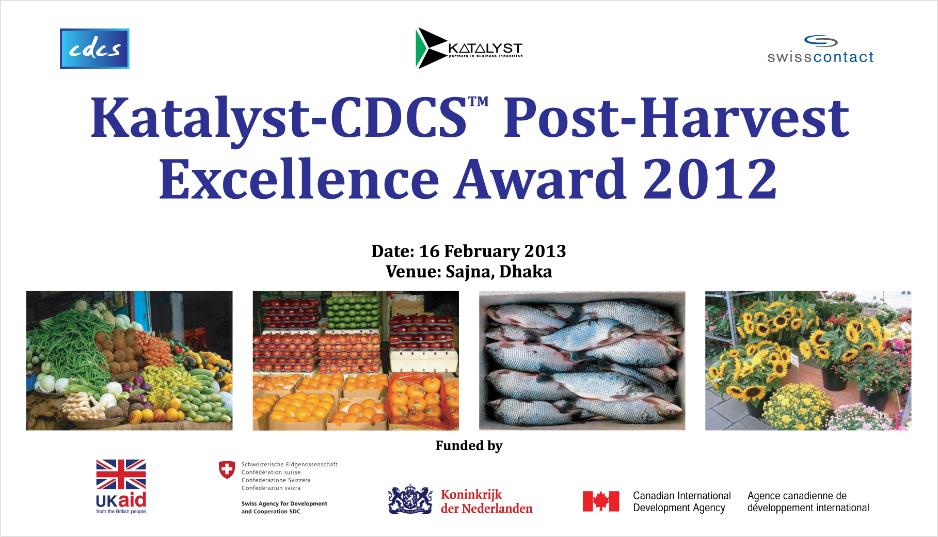 cdcs
KATALYST
partners in business innovation
swisscontact
Katalyst-CDCS™ Post-Harvest
Excellence Award 2012
Date: 16 February 2013
Venue: Sajna, Dhaka
Funded by
UKaid
from the British people
Schweizerische Eidgenossenschaft
Confédération suisse
Confederazione Svizzera
Confederaziun svizra
Swiss Agency for Development
and Cooperation SDC
Koninkrijk
der Nederlanden
Canadian International
Development Agency
Agence canadienne de
développement international